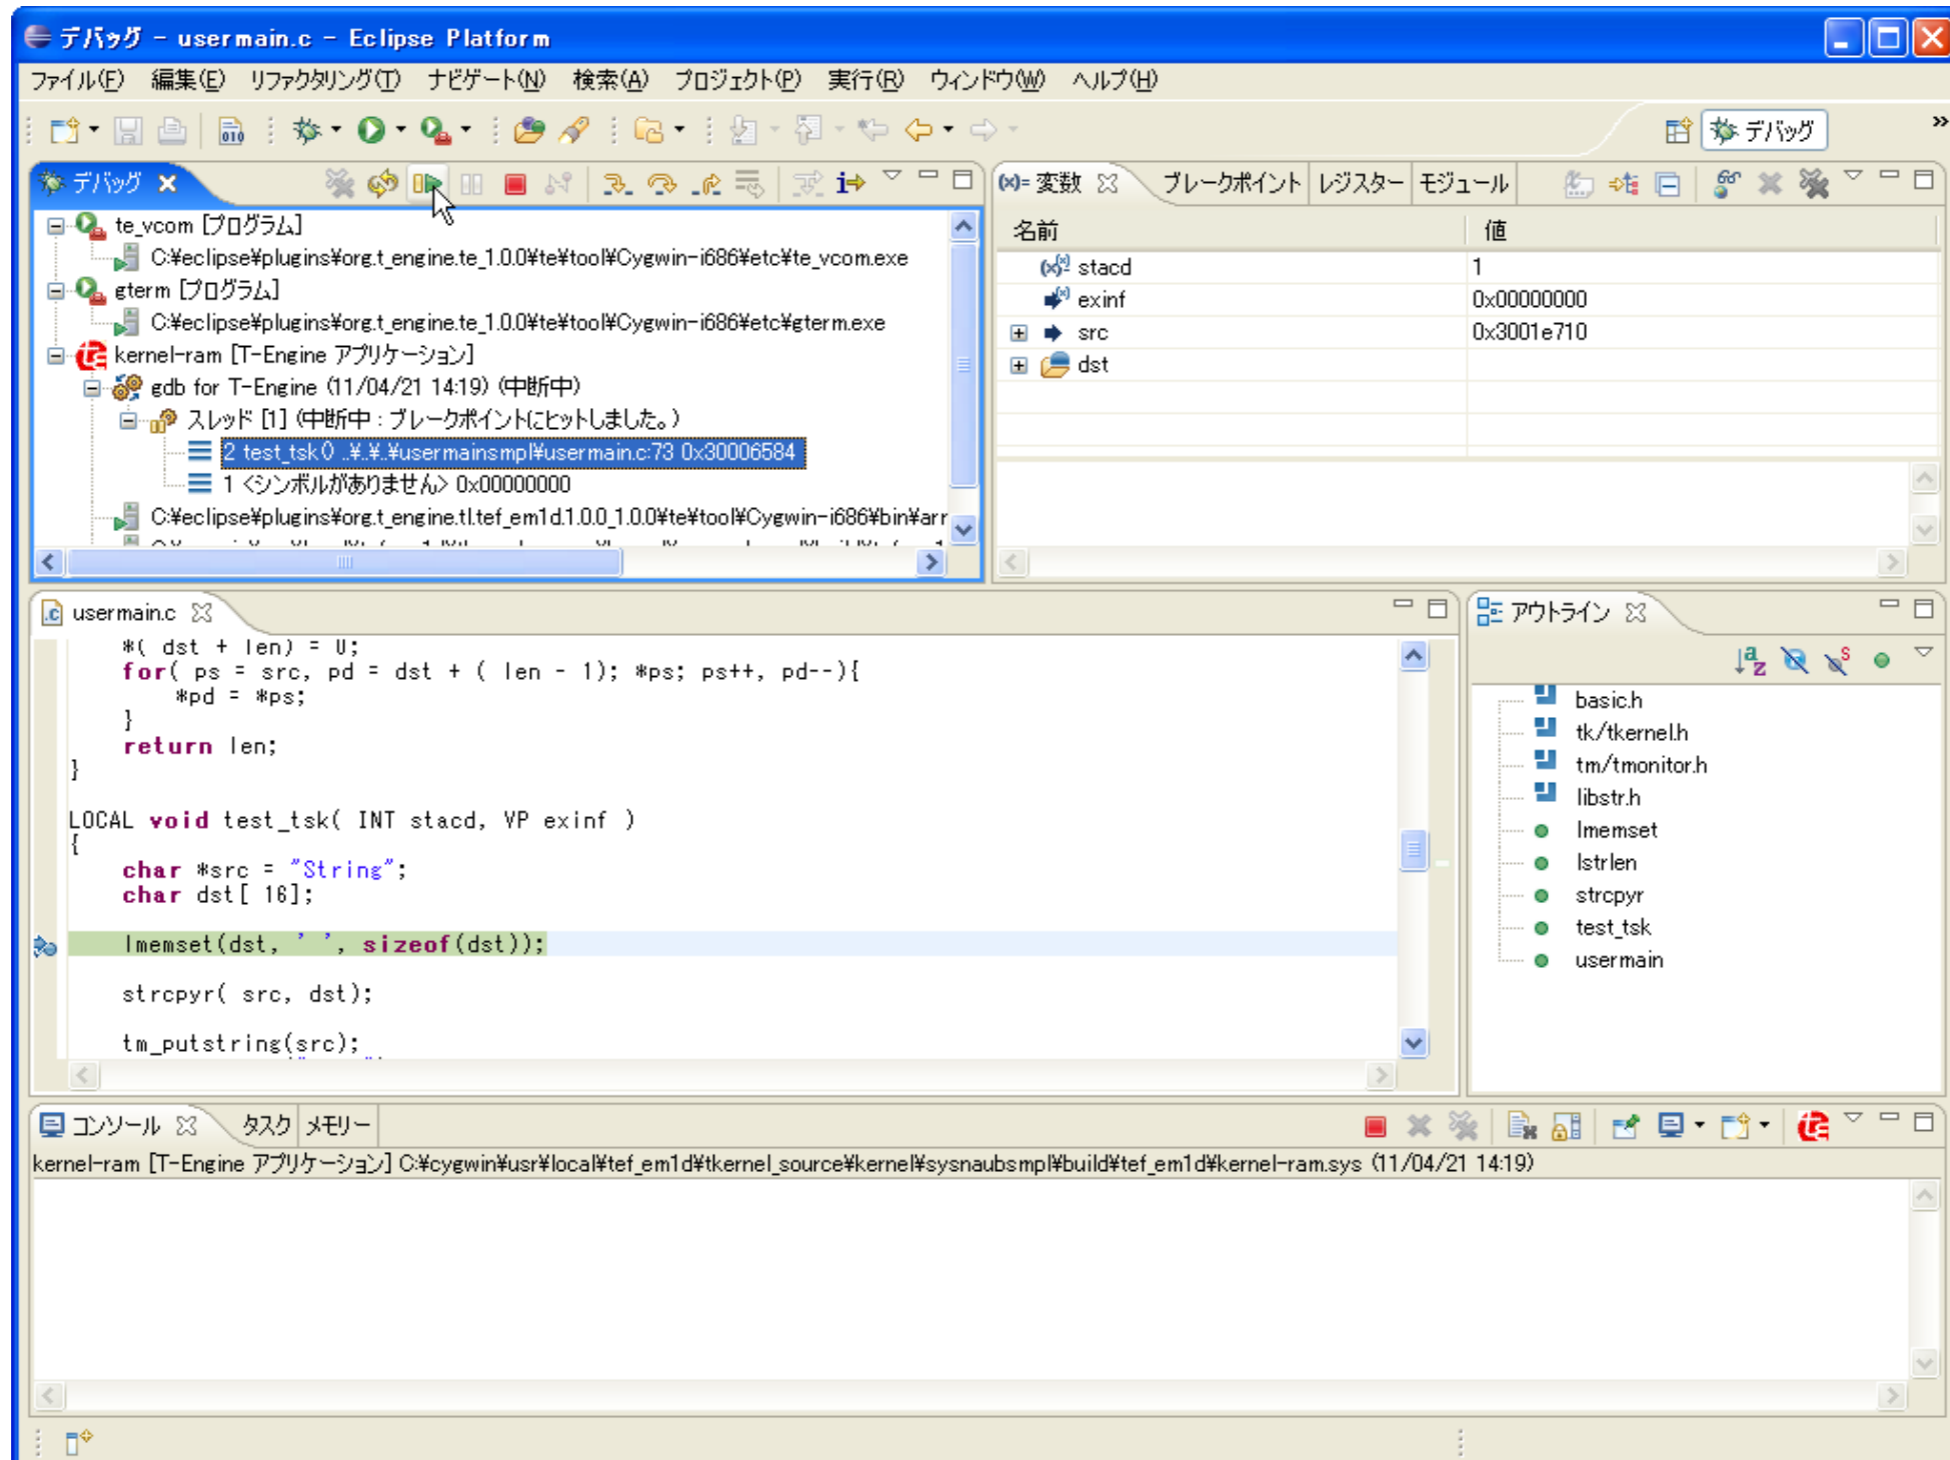 デバッグ - usermain.c - Eclipse Platform
ファイル(F) 編集(E) リファクタリング(T) ナビゲート(N) 検索(A) プロジェクト(P) 実行(R) ウィンドウ(W) ヘルプ(H)
デバッグ
デバッグ
te_vcom [プログラム]
C:¥eclipse¥plugins¥org.t_engine.te_1.0.0¥te¥tool¥Cygwin-i686¥etc¥te_vcom.exe
gterm [プログラム]
C:¥eclipse¥plugins¥org.t_engine.te_1.0.0¥te¥tool¥Cygwin-i686¥etc¥gterm.exe
kernel-ram [T-Engine アプリケーション]
gdb for T-Engine (11/04/21 14:19) (中断中)
スレッド [1] (中断中 : ブレークポイントにヒットしました。)
2 test_tsk() ..¥.¥..¥usermainsmpl¥usermain.c:73 0x30006584
1 <シンボルがありません> 0x00000000
C:¥eclipse¥plugins¥org.t_engine.tl.tef_em1d.1.0.0_1.0.0¥te¥tool¥Cygwin-i686¥bin¥arr
(x)= 変数 ブレークポイント レジスター モジュール
名前 値
stacd 1
exinf 0x00000000
src 0x3001e710
dst
usermain.c
*( dst + len) = 0;
for( ps = src, pd = dst + ( len - 1); *ps; ps++, pd--){
*pd = *ps;
}
return len;
}
LOCAL void test_tsk( INT stacd, VP exinf )
{
char *src = "String";
char dst[ 16];
lmemset(dst, ' ', sizeof(dst));
strcpyr( src, dst);
tm_putstring(src);
アウトライン
basic.h
tk/tkernel.h
tm/tmonitor.h
libstr.h
lmemset
lstrlen
strcpyr
test_tsk
usermain
コンソール タスク メモリー
kernel-ram [T-Engine アプリケーション] C:¥cygwin¥usr¥local¥tef_em1d¥tkernel_source¥kernel¥sysnaubsmpl¥build¥tef_em1d¥kernel-ram.sys (11/04/21 14:19)